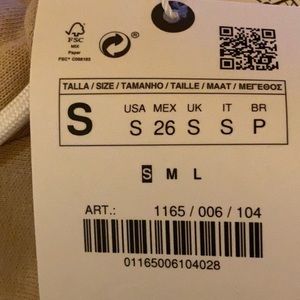 FSC
MIX
Paper
FSC® C008103
TALLA / SIZE / TAMANHO / TAILLE / MAAT / ΜΕΓΕΘΟΣ
S
USA MEX UK IT BR
S 26 S S P
S M L
ART.: 1165 / 006 / 104
01165006104028